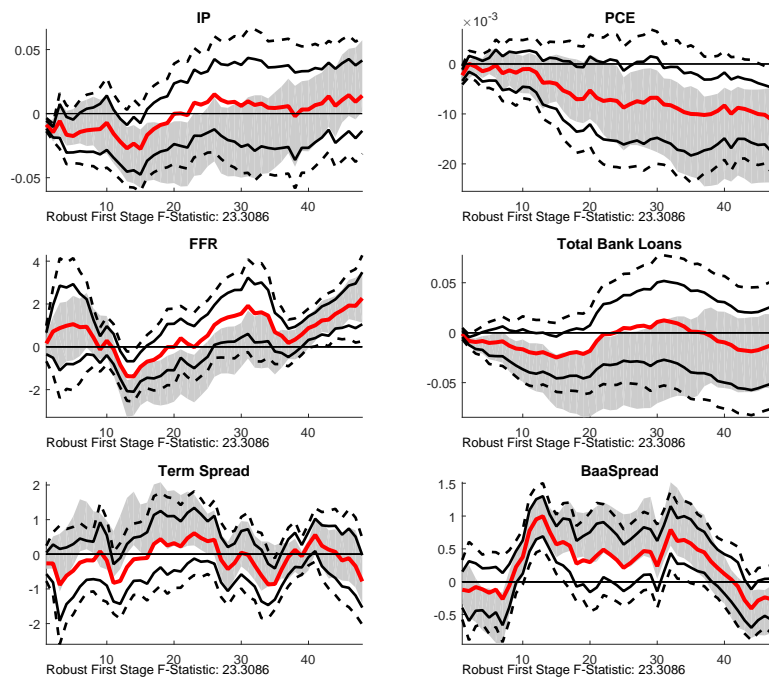 IP
0.05
0
-0.05
10 20 30 40
Robust First Stage F-Statistic: 23.3086
PCE
×10⁻³
0
-10
-20
10 20 30 40
Robust First Stage F-Statistic: 23.3086
FFR
4
2
0
-2
10 20 30 40
Robust First Stage F-Statistic: 23.3086
Total Bank Loans
0.05
0
-0.05
10 20 30 40
Robust First Stage F-Statistic: 23.3086
Term Spread
2
1
0
-1
-2
10 20 30 40
Robust First Stage F-Statistic: 23.3086
BaaSpread
1.5
1.0
0.5
0
-0.5
10 20 30 40
Robust First Stage F-Statistic: 23.3086